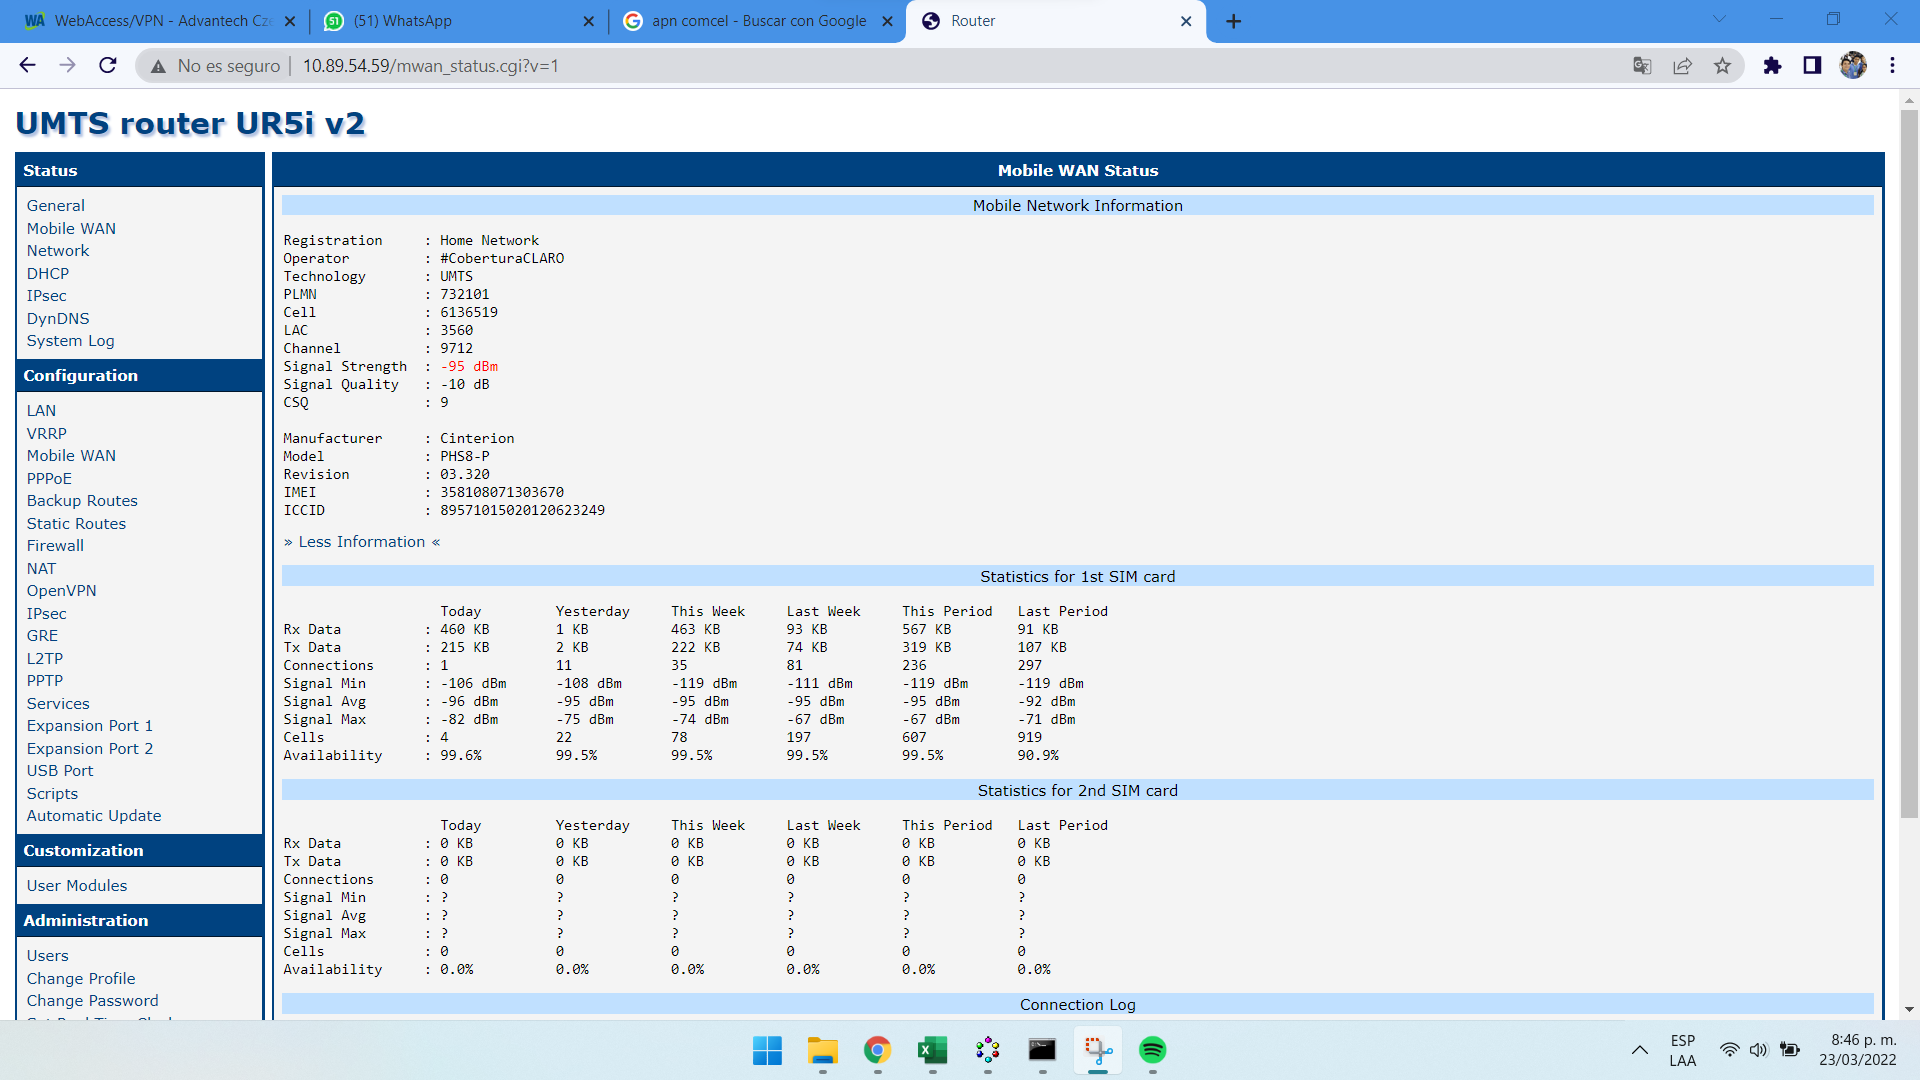 WebAccess/VPN - Advantech Cze
(51) WhatsApp
apn comcel - Buscar con Google
Router
No es seguro | 10.89.54.59/mwan_status.cgi?v=1
UMTS router UR5i v2
Status
General
Mobile WAN
Network
DHCP
IPsec
DynDNS
System Log
Configuration
LAN
VRRP
Mobile WAN
PPPoE
Backup Routes
Static Routes
Firewall
NAT
OpenVPN
IPsec
GRE
L2TP
PPTP
Services
Expansion Port 1
Expansion Port 2
USB Port
Scripts
Automatic Update
Customization
User Modules
Administration
Users
Change Profile
Change Password
Mobile WAN Status
Mobile Network Information
Registration : Home Network
Operator : #CoberturaCLARO
Technology : UMTS
PLMN : 732101
Cell : 6136519
LAC : 3560
Channel : 9712
Signal Strength : -95 dBm
Signal Quality : -10 dB
CSQ : 9
Manufacturer : Cinterion
Model : PHS8-P
Revision : 03.320
IMEI : 358108071303670
ICCID : 89571015020120623249
» Less Information «
Statistics for 1st SIM card
Today Yesterday This Week Last Week This Period Last Period
Rx Data : 460 KB 1 KB 463 KB 93 KB 567 KB 91 KB
Tx Data : 215 KB 2 KB 222 KB 74 KB 319 KB 107 KB
Connections : 1 11 35 81 236 297
Signal Min : -106 dBm -108 dBm -119 dBm -111 dBm -119 dBm -119 dBm
Signal Avg : -96 dBm -95 dBm -95 dBm -95 dBm -95 dBm -92 dBm
Signal Max : -82 dBm -75 dBm -74 dBm -67 dBm -67 dBm -71 dBm
Cells : 4 22 78 197 607 919
Availability : 99.6% 99.5% 99.5% 99.5% 99.5% 90.9%
Statistics for 2nd SIM card
Today Yesterday This Week Last Week This Period Last Period
Rx Data : 0 KB 0 KB 0 KB 0 KB 0 KB 0 KB
Tx Data : 0 KB 0 KB 0 KB 0 KB 0 KB 0 KB
Connections : 0 0 0 0 0 0
Signal Min : ? ? ? ? ? ?
Signal Avg : ? ? ? ? ? ?
Signal Max : ? ? ? ? ? ?
Cells : 0 0 0 0 0 0
Availability : 0.0% 0.0% 0.0% 0.0% 0.0% 0.0%
Connection Log
ESP
LAA
8:46 p. m.
23/03/2022